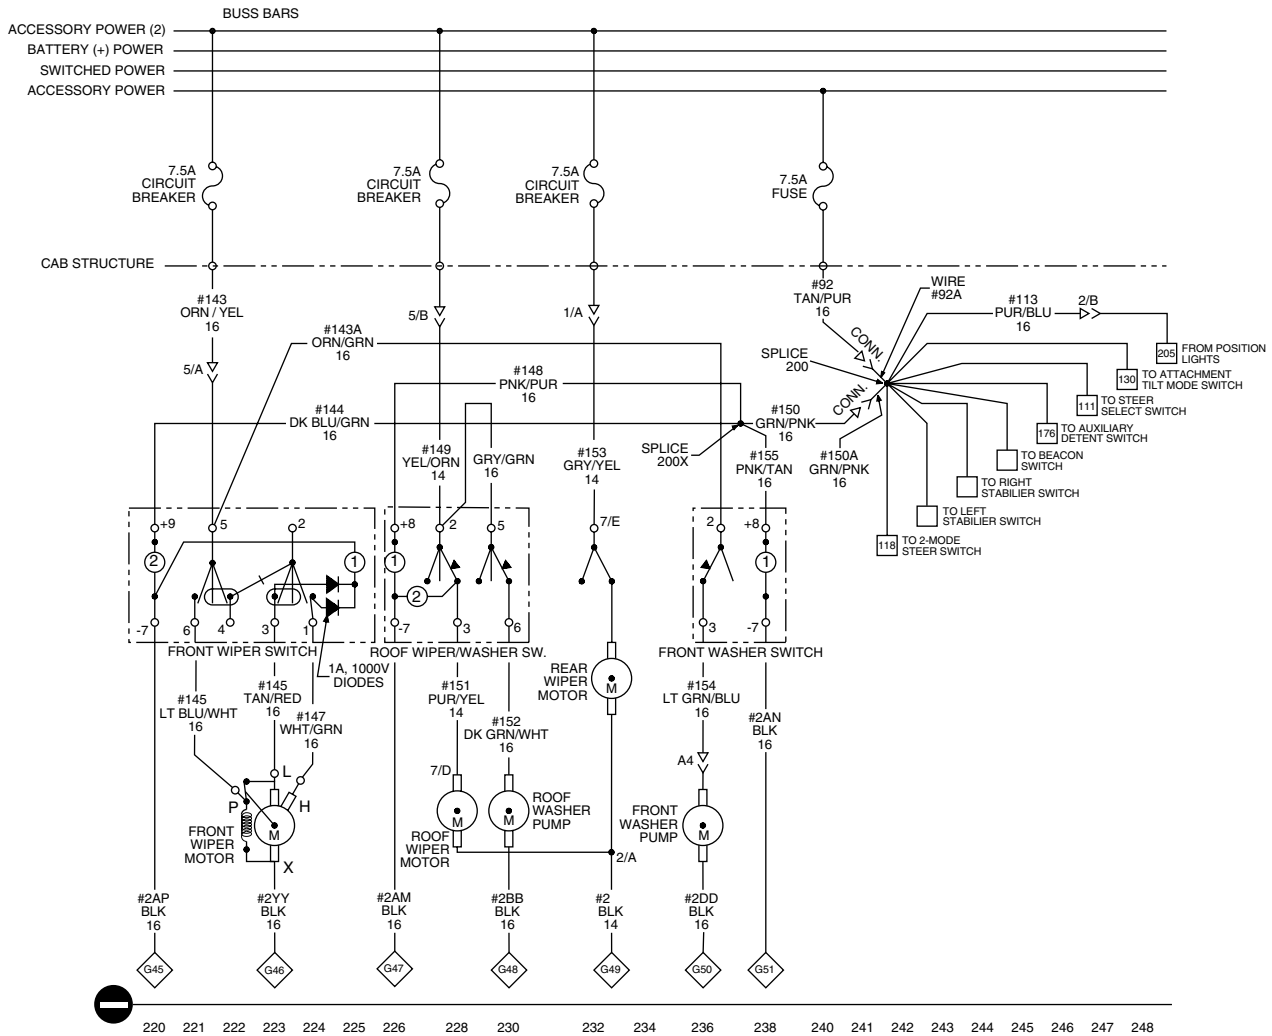 BUSS BARS
ACCESSORY POWER (2)
BATTERY (+) POWER
SWITCHED POWER
ACCESSORY POWER
7.5A
CIRCUIT
BREAKER
7.5A
CIRCUIT
BREAKER
7.5A
CIRCUIT
BREAKER
7.5A
FUSE
CAB STRUCTURE
#143
ORN / YEL
16
5/A
#143A
ORN/GRN
16
5/B
1/A
#92
TAN/PUR
16
WIRE
#92A
#113
PUR/BLU
16
2/B
CONN.
SPLICE
200
CONN.
205
FROM POSITION
LIGHTS
130
TO ATTACHMENT
TILT MODE SWITCH
111
TO STEER
SELECT SWITCH
176
TO AUXILIARY
DETENT SWITCH
TO BEACON
SWITCH
TO RIGHT
STABILIER SWITCH
TO LEFT
STABILIER SWITCH
118
TO 2-MODE
STEER SWITCH
#148
PNK/PUR
16
#144
DK BLU/GRN
16
#149
YEL/ORN
14
GRY/GRN
16
#153
GRY/YEL
14
SPLICE
200X
#150
GRN/PNK
16
#155
PNK/TAN
16
#150A
GRN/PNK
16
+9
5
2
2
1
-7
6
4
3
1
FRONT WIPER SWITCH
1A, 1000V
DIODES
+8
2
5
1
2
-7
3
6
ROOF WIPER/WASHER SW.
7/E
2
+8
1
3
-7
FRONT WASHER SWITCH
#145
LT BLU/WHT
16
#145
TAN/RED
16
#147
WHT/GRN
16
#151
PUR/YEL
14
#152
DK GRN/WHT
16
REAR
WIPER
MOTOR
M
#154
LT GRN/BLU
16
#2AN
BLK
16
A4
L
P
H
M
X
FRONT
WIPER
MOTOR
7/D
M
ROOF
WIPER
MOTOR
M
ROOF
WASHER
PUMP
2/A
FRONT
WASHER
PUMP
M
#2AP
BLK
16
#2YY
BLK
16
#2AM
BLK
16
#2BB
BLK
16
#2
BLK
14
#2DD
BLK
16
G45
G46
G47
G48
G49
G50
G51
220 221 222 223 224 225 226 228 230 232 234 236 238 240 241 242 243 244 245 246 247 248